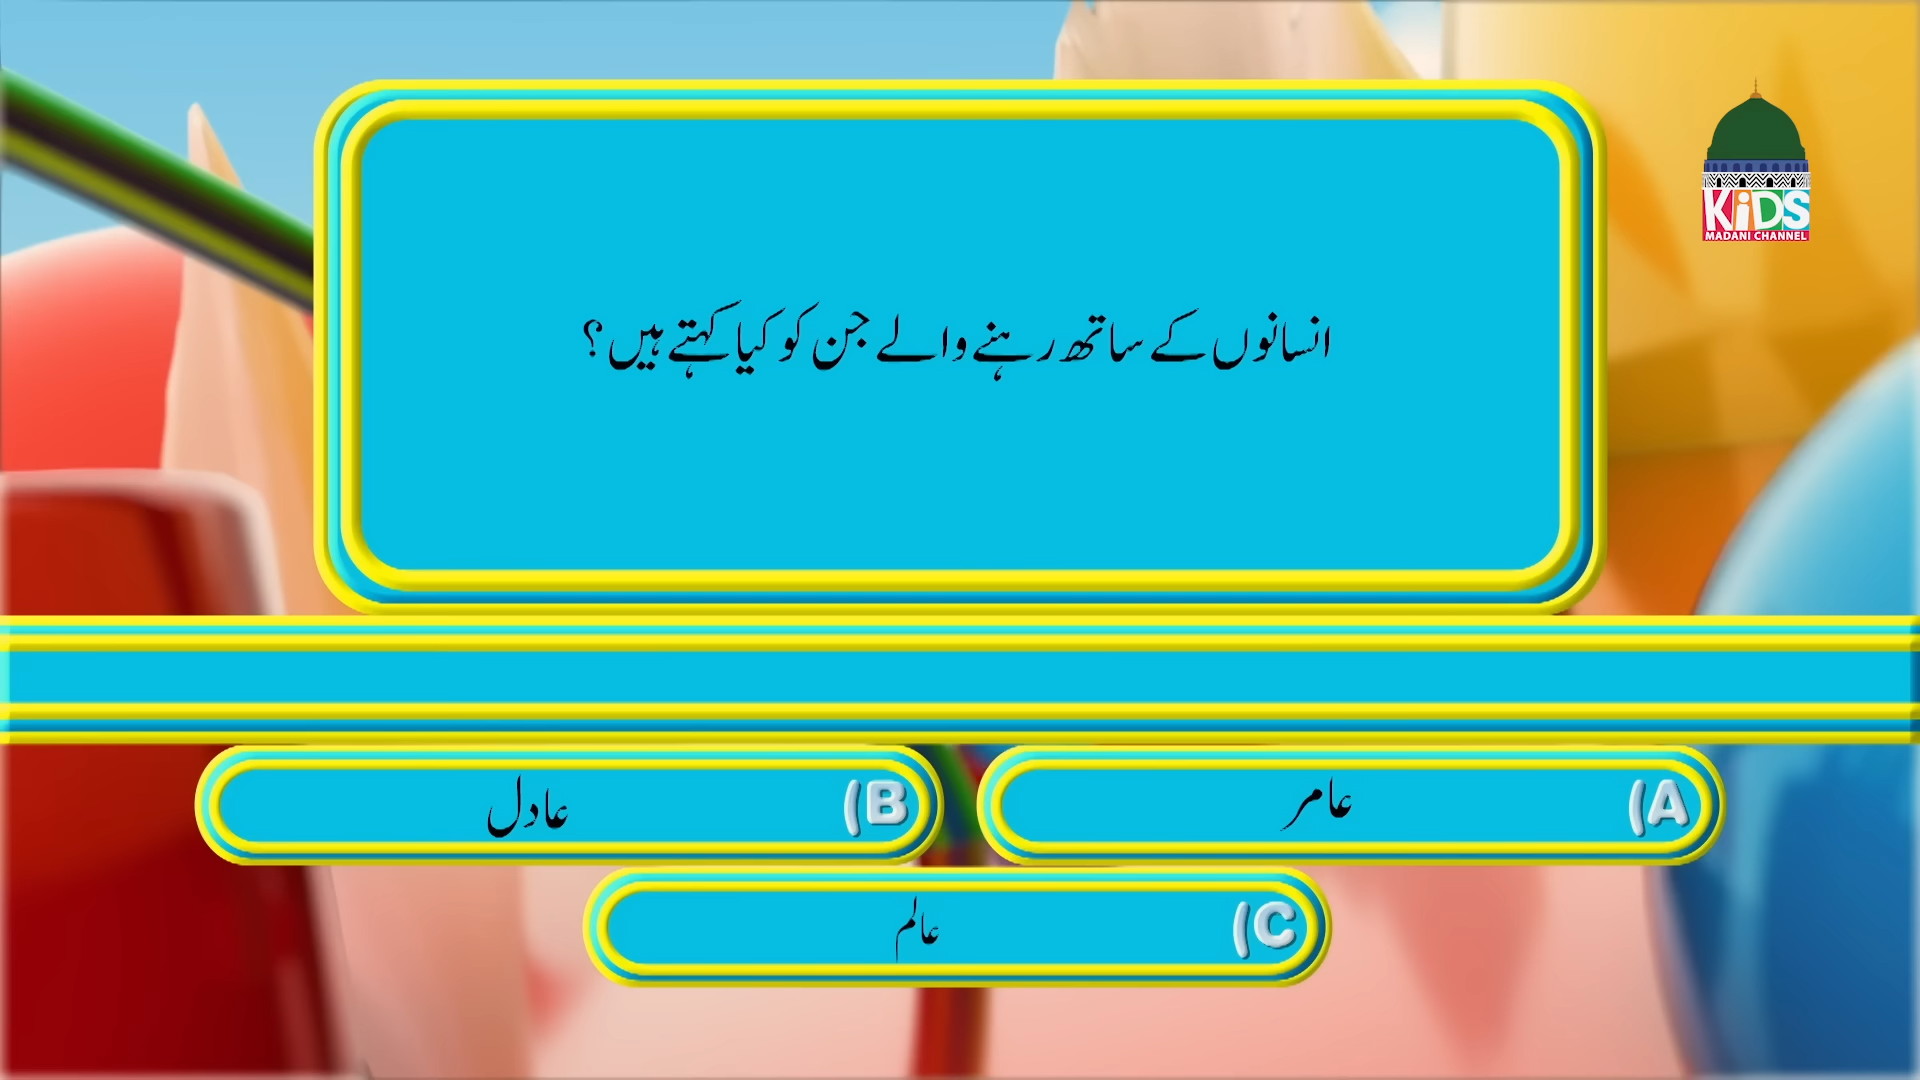 KiDS
MADANI CHANNEL
انسانوں کے ساتھ رہنے والے جن کو کیا کہتے ہیں؟
A) عامر
B) عادل
C) عالم